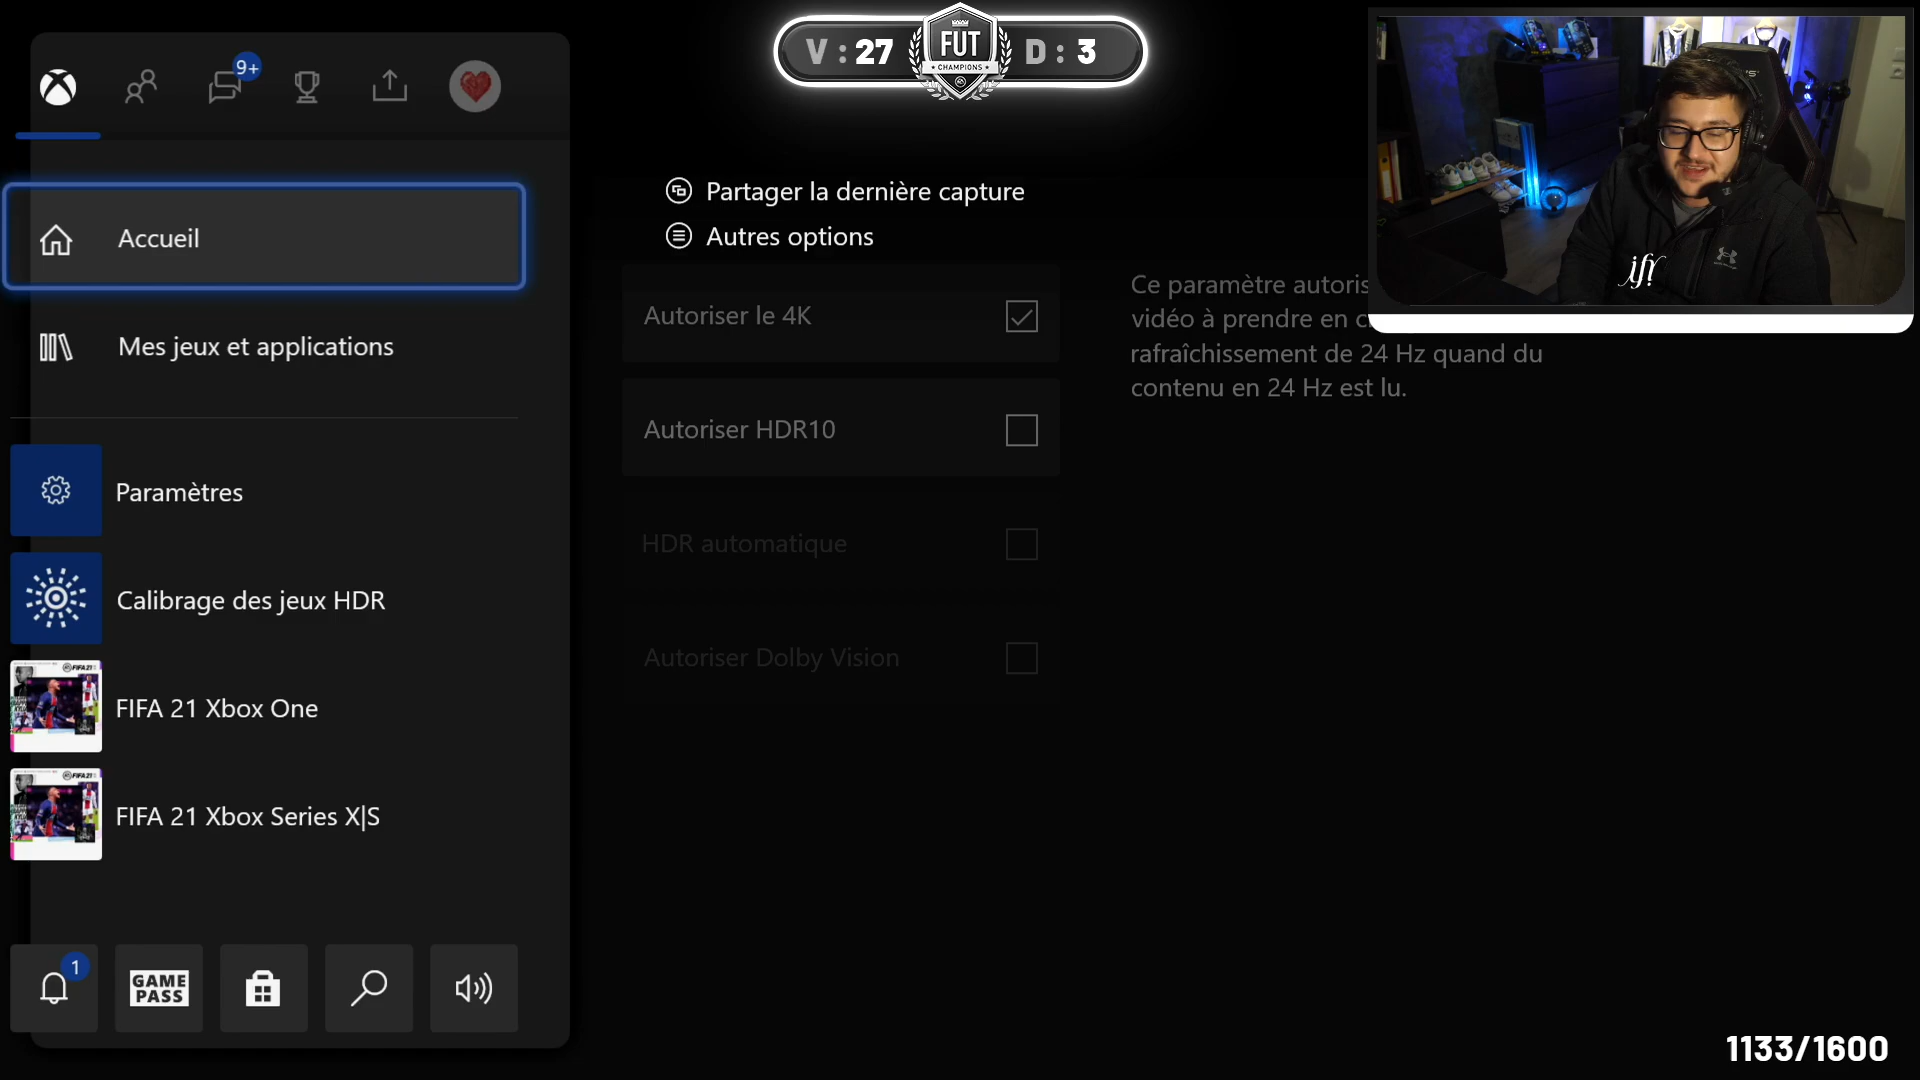 V : 27
FUT
CHAMPIONS
D : 3
9+
Accueil
Mes jeux et applications
Paramètres
Calibrage des jeux HDR
FIFA 21 Xbox One
FIFA 21 Xbox Series X|S
1
GAME
PASS
Partager la dernière capture
Autres options
Autoriser le 4K
Autoriser HDR10
HDR automatique
Autoriser Dolby Vision
Ce paramètre autoris
vidéo à prendre en c
rafraîchissement de 24 Hz quand du
contenu en 24 Hz est lu.
1133/1600